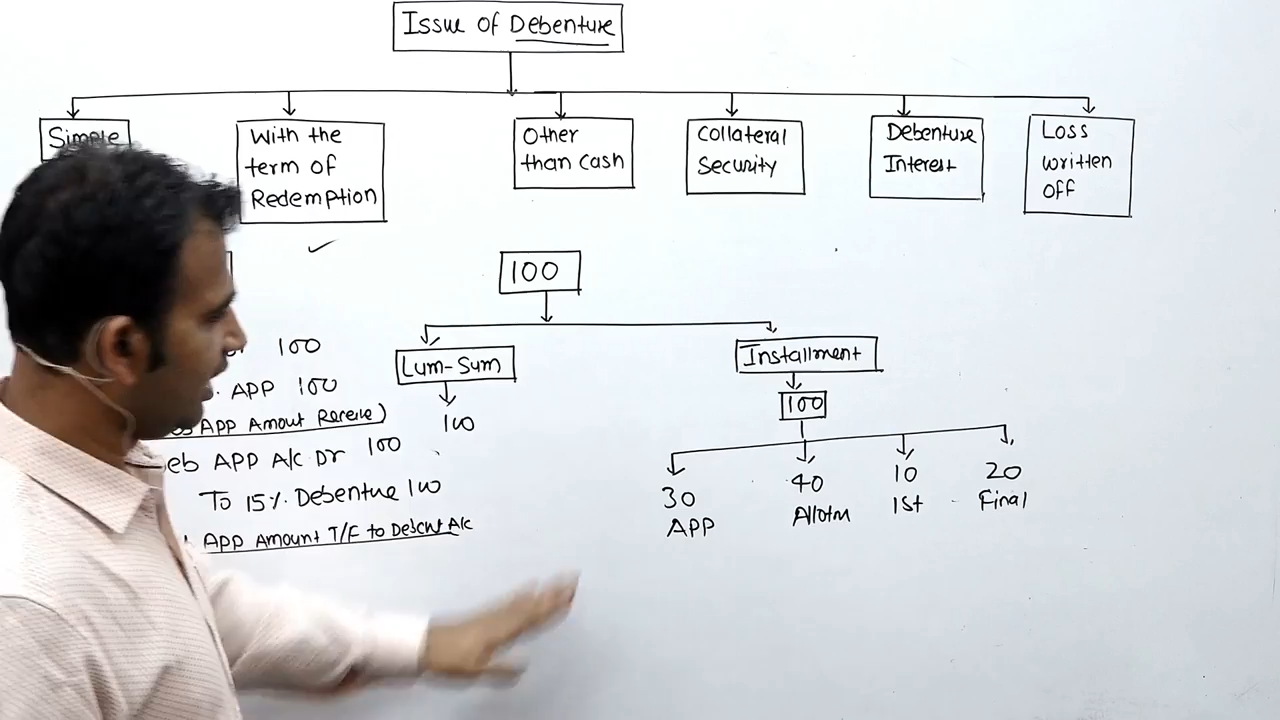 Issue of Debenture
Simple
With the
term of
Redemption
Other
than Cash
Collateral
Security
Debenture
Interest
Loss
written
off
100
Lum-Sum
100
Installment
100
30
APP
40
Allotm
10
1st
20
Final
100
APP 100
APP Amout Receive)
APP A/c Dr 100
To 15% Debenture 100
APP Amount T/F to Debent A/c